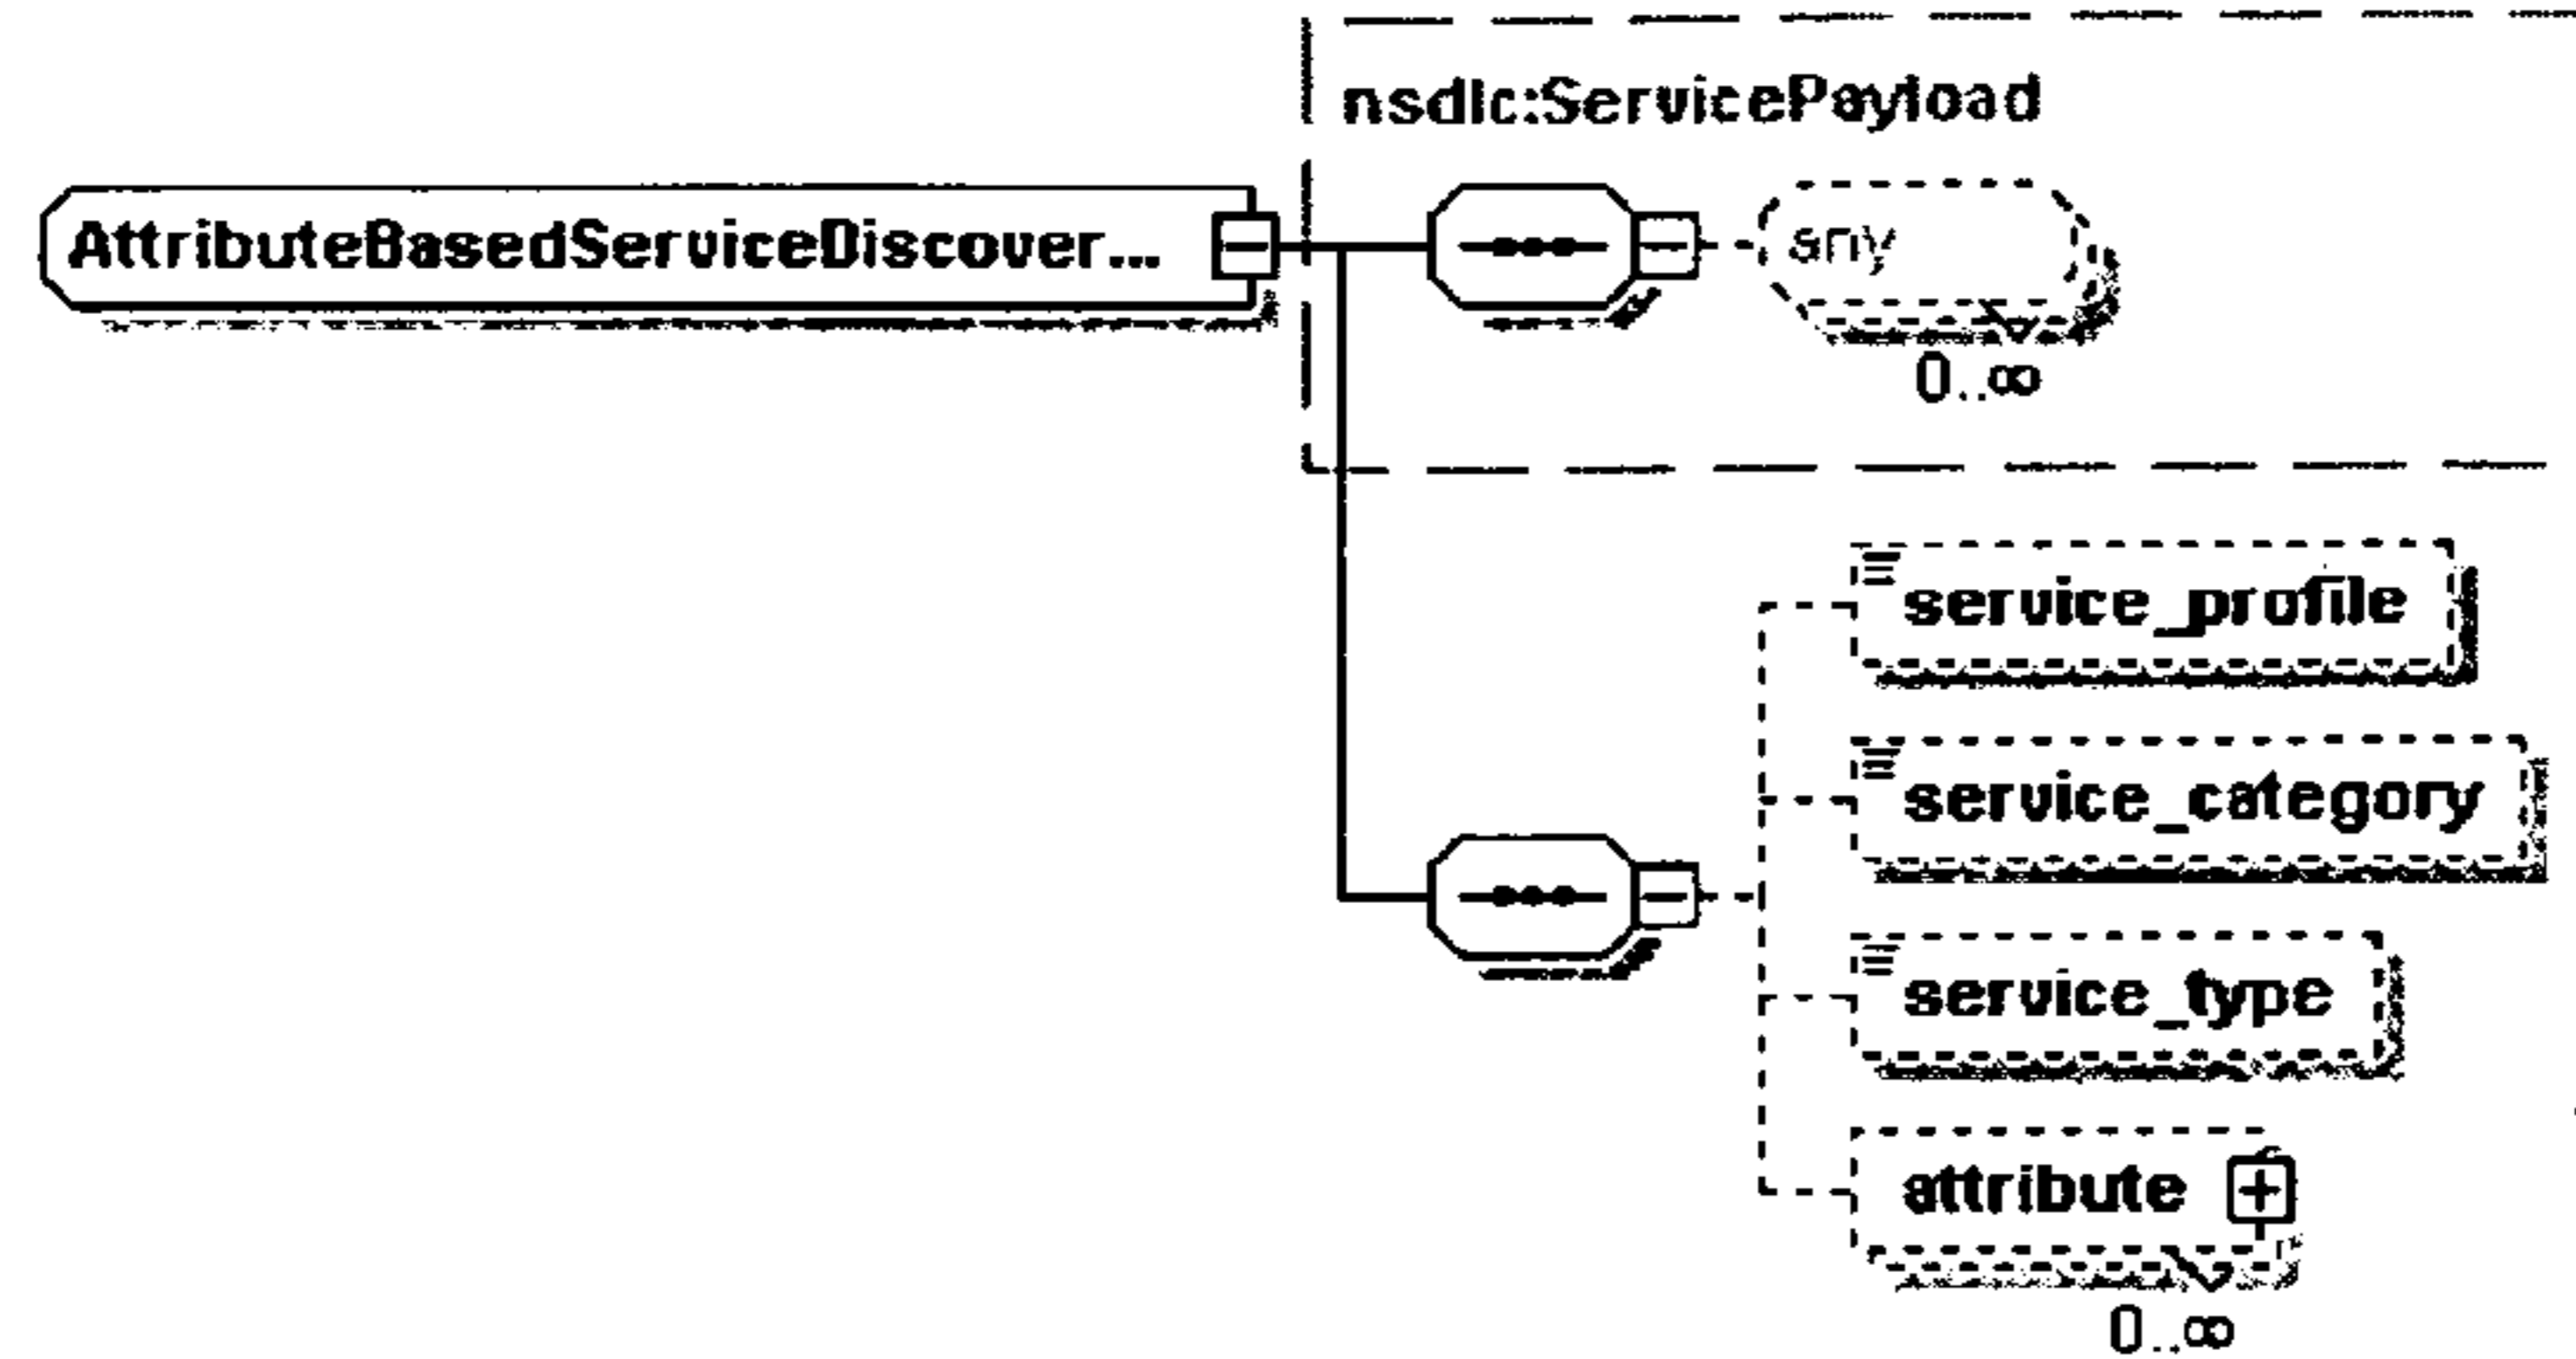 nsdlc:ServicePayload
AttributeBasedServiceDiscover...
any
0..∞
service_profile
service_category
service_type
attribute
0..∞